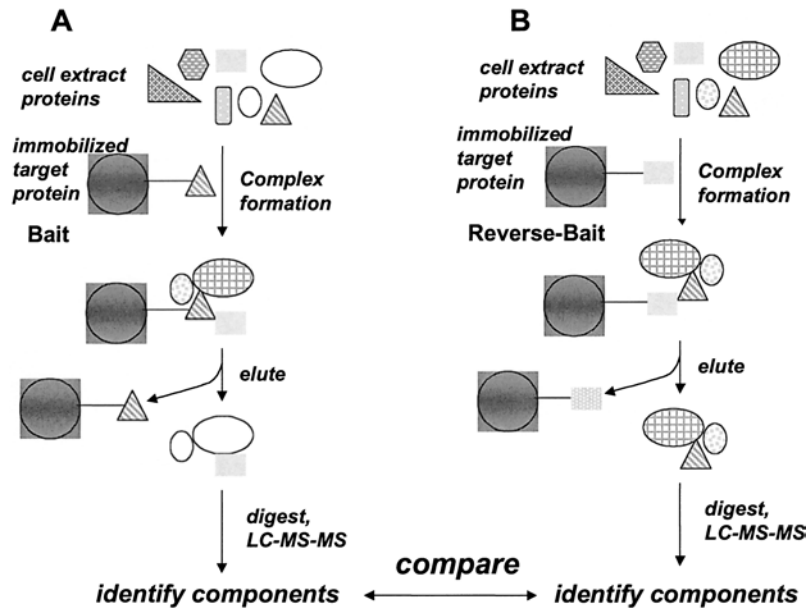 A
cell extract
proteins
immobilized
target
protein
Complex
formation
Bait
elute
digest,
LC-MS-MS
identify components
compare
B
cell extract
proteins
immobilized
target
protein
Complex
formation
Reverse-Bait
elute
digest,
LC-MS-MS
identify components